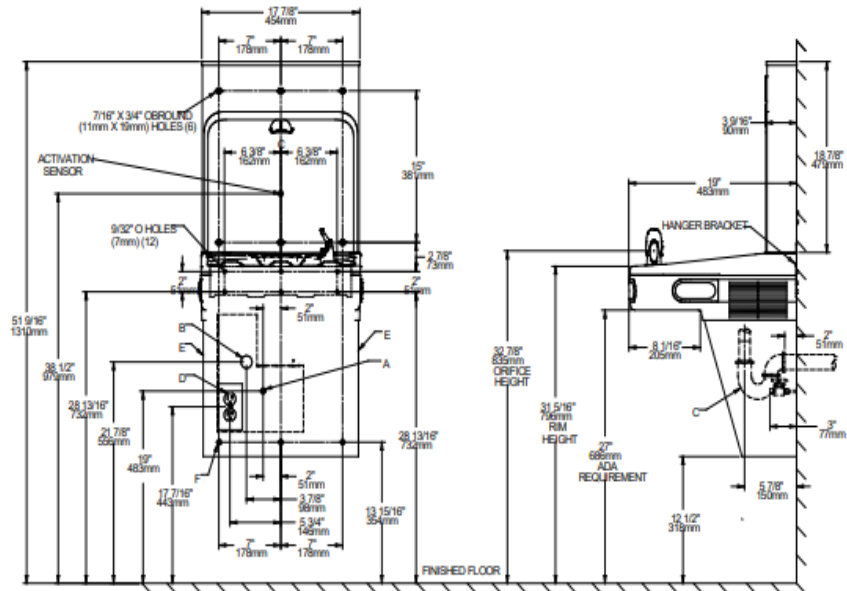 17 7/8"
454mm
7"
178mm
7"
178mm
7/16" X 3/4" OBROUND
(11mm X 19mm) HOLES (6)
C
6 3/8"
162mm
6 3/8"
162mm
ACTIVATION
SENSOR
15"
381mm
9/32" O HOLES
(7mm) (12)
2 7/8"
73mm
2"
51mm
2"
51mm
2"
51mm
51 9/16"
1310mm
38 1/2"
28 13/16"
732mm
21 7/8"
556mm
19"
483mm
17 7/16"
443mm
B
E
E
A
D
F
2"
51mm
3 7/8"
98mm
5 3/4"
146mm
7"
178mm
7"
178mm
13 15/16"
354mm
28 13/16"
732mm
FINISHED FLOOR
3 9/16"
90mm
18 7/8"
479mm
19"
483mm
HANGER BRACKET
8 1/16"
205mm
2"
51mm
32 7/8"
835mm
ORIFICE
HEIGHT
31 5/16"
796mm
RIM
HEIGHT
C
27"
686mm
ADA
REQUIREMENT
3"
77mm
5 7/8"
150mm
12 1/2"
318mm